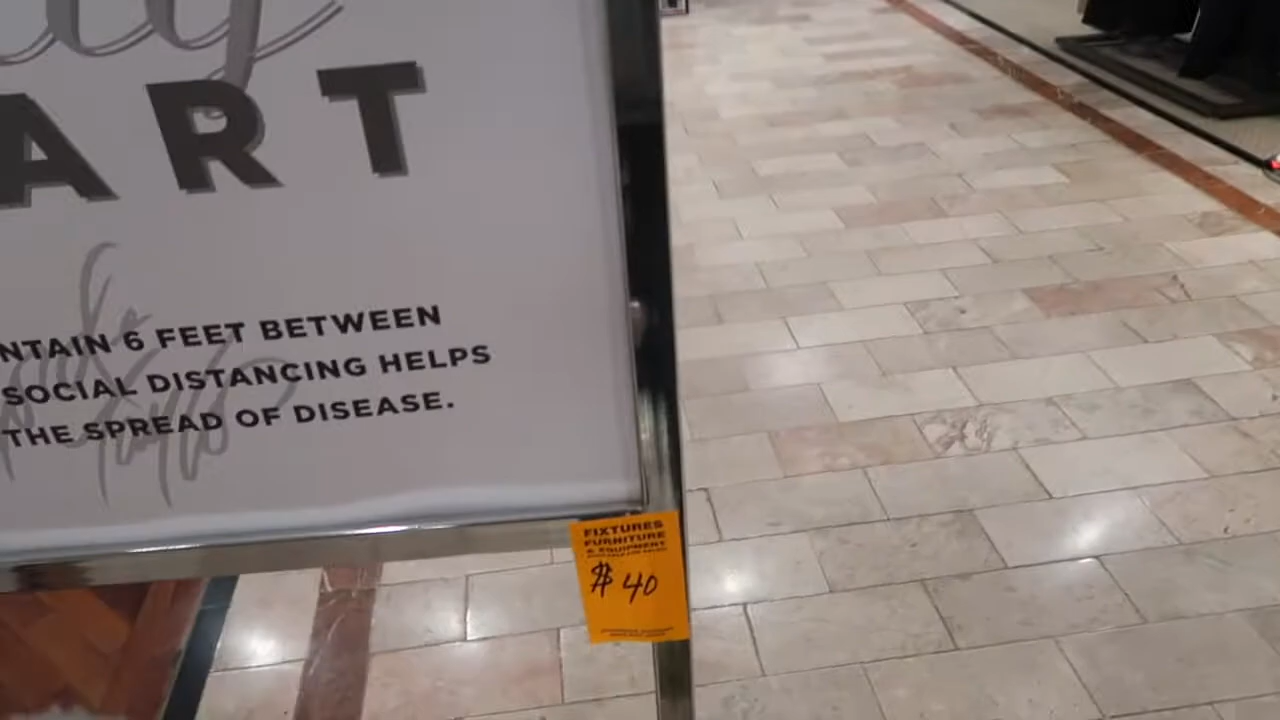 ART
NTAIN 6 FEET BETWEEN
SOCIAL DISTANCING HELPS
THE SPREAD OF DISEASE.
FIXTURES
FURNITURE
& EQUIPMENT
$40